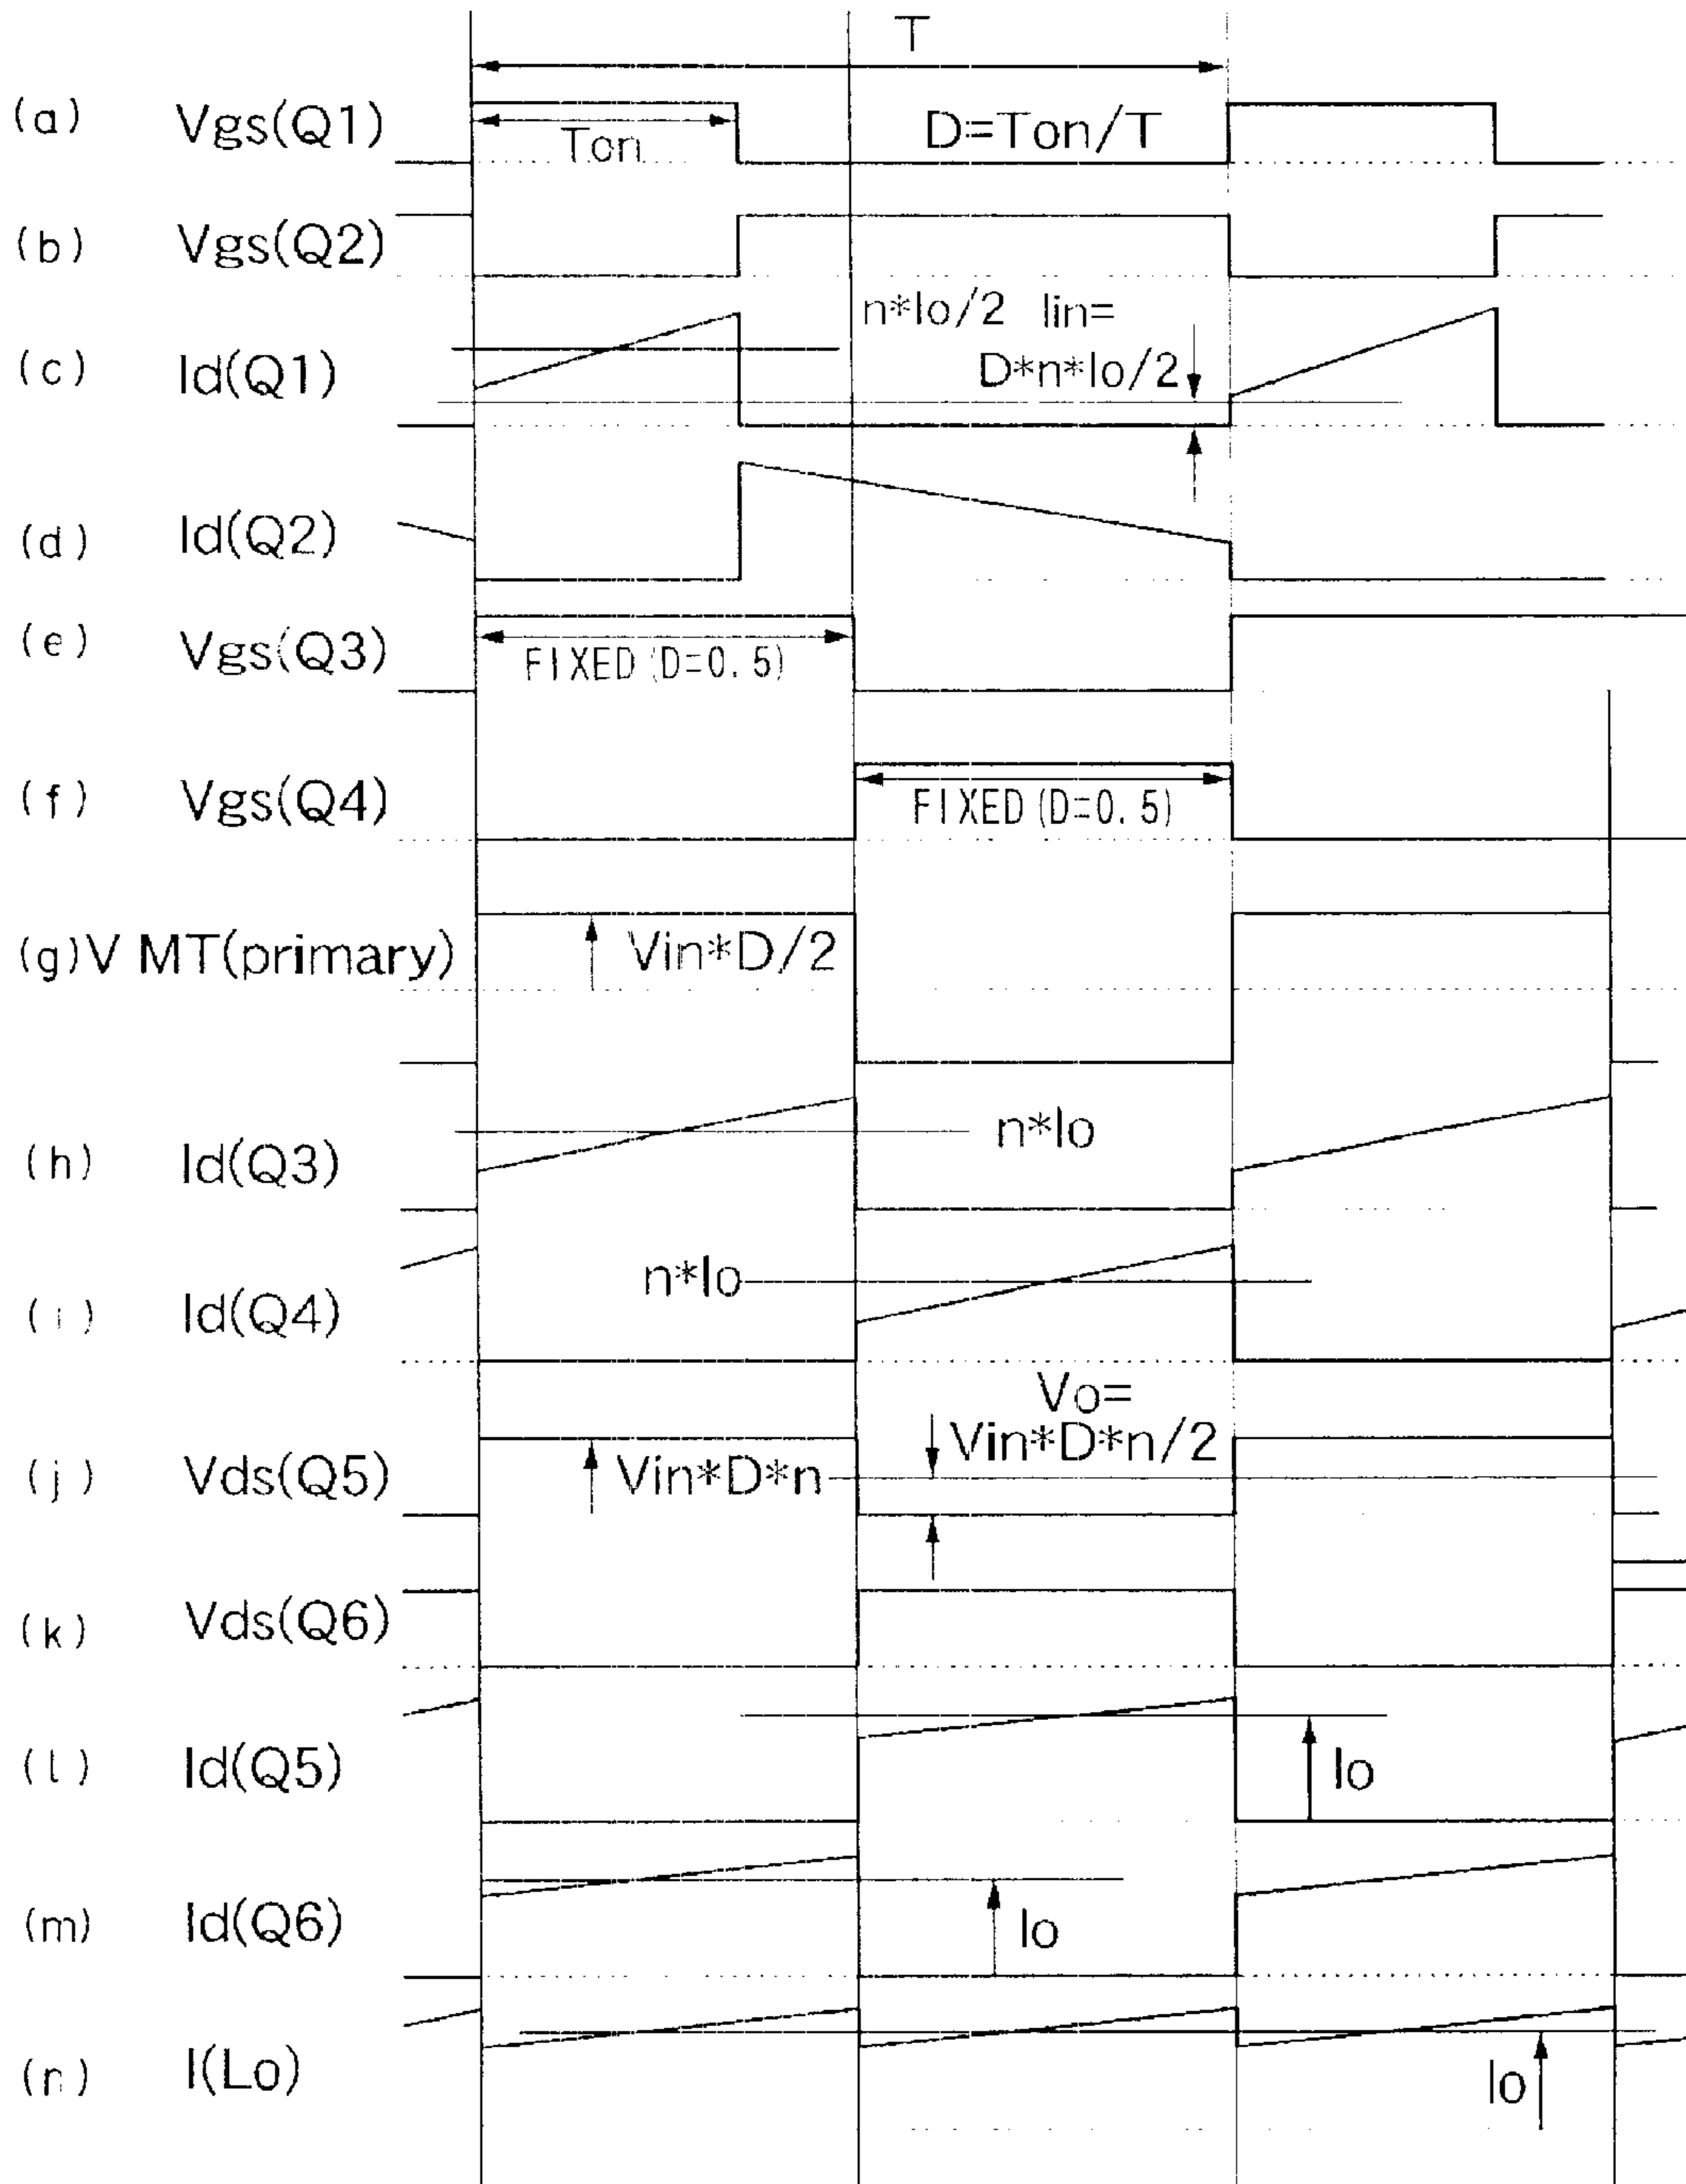 T
(a) Vgs(Q1)
Ton
D=Ton/T
(b) Vgs(Q2)
n*Io/2 Iin=
D*n*Io/2
(c) Id(Q1)
(d) Id(Q2)
(e) Vgs(Q3)
FIXED (D=0.5)
(f) Vgs(Q4)
FIXED (D=0.5)
(g) V MT(primary)
Vin*D/2
(h) Id(Q3)
n*Io
n*Io
(i) Id(Q4)
Vo=
Vin*D*n/2
(j) Vds(Q5)
Vin*D*n
(k) Vds(Q6)
(l) Id(Q5)
Io
(m) Id(Q6)
Io
(n) I(Lo)
Io